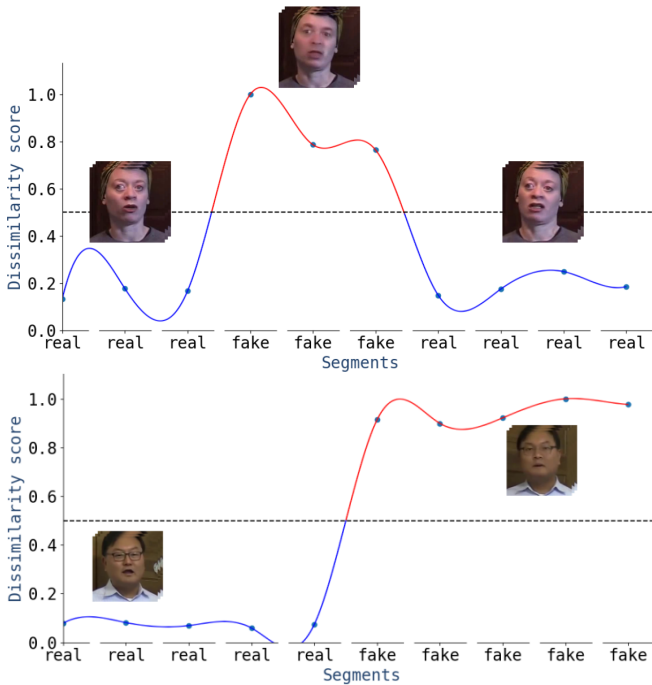 Dissimilarity score
1.0
0.8
0.6
0.4
0.2
0.0
real real real fake fake fake real real real real
Segments
Dissimilarity score
1.0
0.8
0.6
0.4
0.2
0.0
real real real real real fake fake fake fake fake
Segments